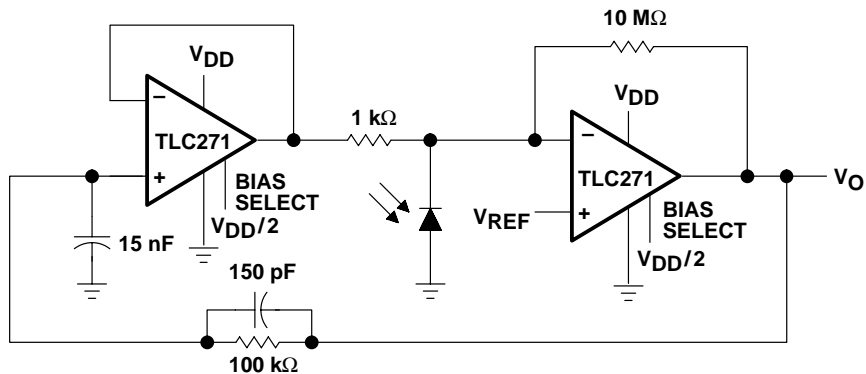 10 MΩ
VDD
VDD
1 kΩ
−
TLC271
+
−
TLC271
+
BIAS
SELECT
VDD/2
VREF
BIAS
SELECT
VDD/2
VO
15 nF
150 pF
100 kΩ